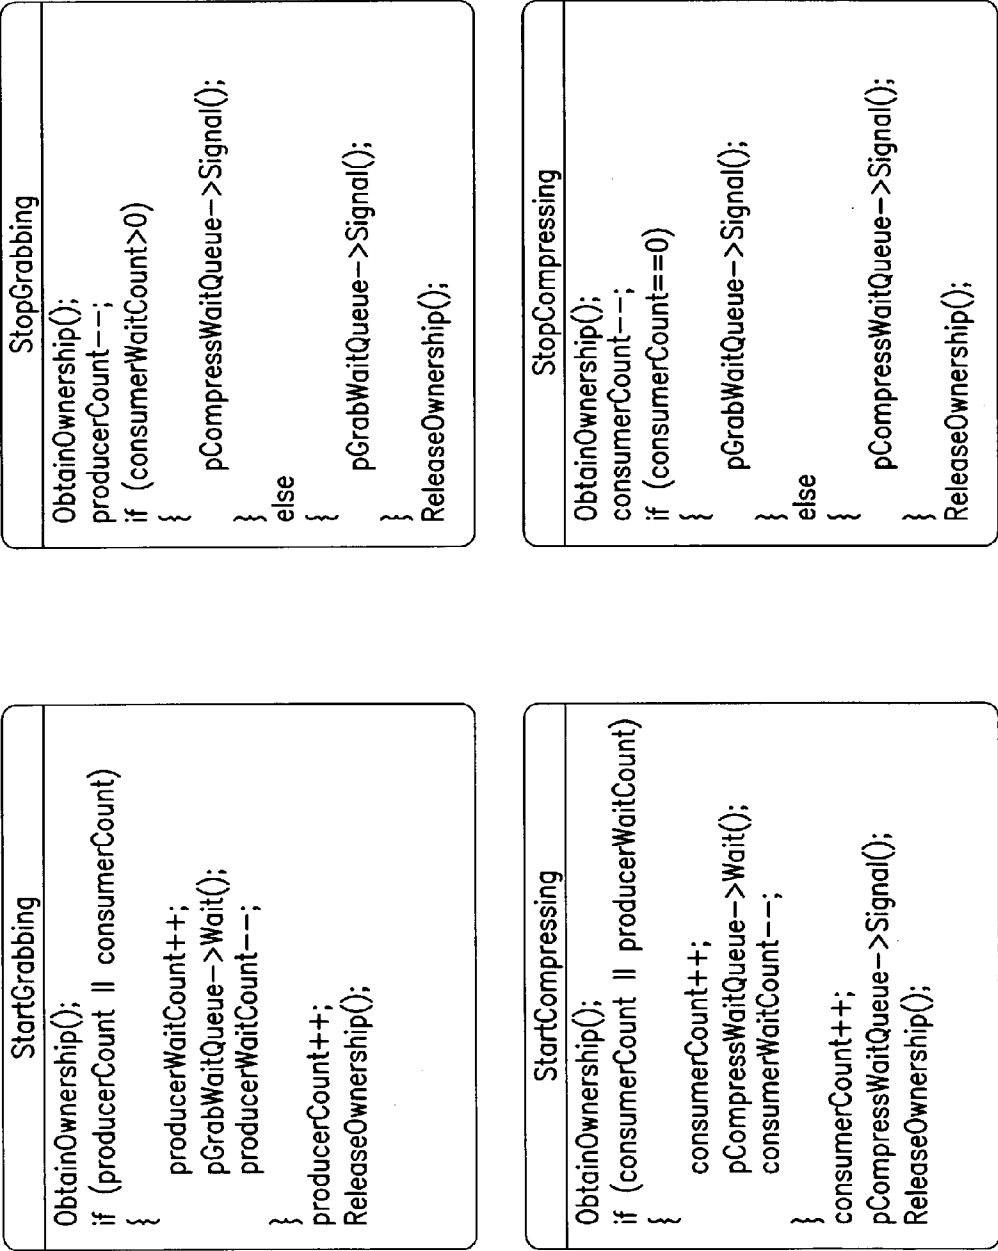 StartGrabbing
ObtainOwnership();
if (producerCount || consumerCount)
{
producerWaitCount++;
pGrabWaitQueue->Wait();
producerWaitCount--;
}
producerCount++;
ReleaseOwnership();
StopGrabbing
ObtainOwnership();
producerCount--;
if (consumerWaitCount>0)
{
pCompressWaitQueue->Signal();
}
else
{
pGrabWaitQueue->Signal();
}
ReleaseOwnership();
StartCompressing
ObtainOwnership();
if (consumerCount || producerWaitCount)
{
consumerCount++;
pCompressWaitQueue->Wait();
consumerWaitCount--;
}
consumerCount++;
pCompressWaitQueue->Signal();
ReleaseOwnership();
StopCompressing
ObtainOwnership();
consumerCount--;
if (consumerCount==0)
{
pGrabWaitQueue->Signal();
}
else
{
pCompressWaitQueue->Signal();
}
ReleaseOwnership();